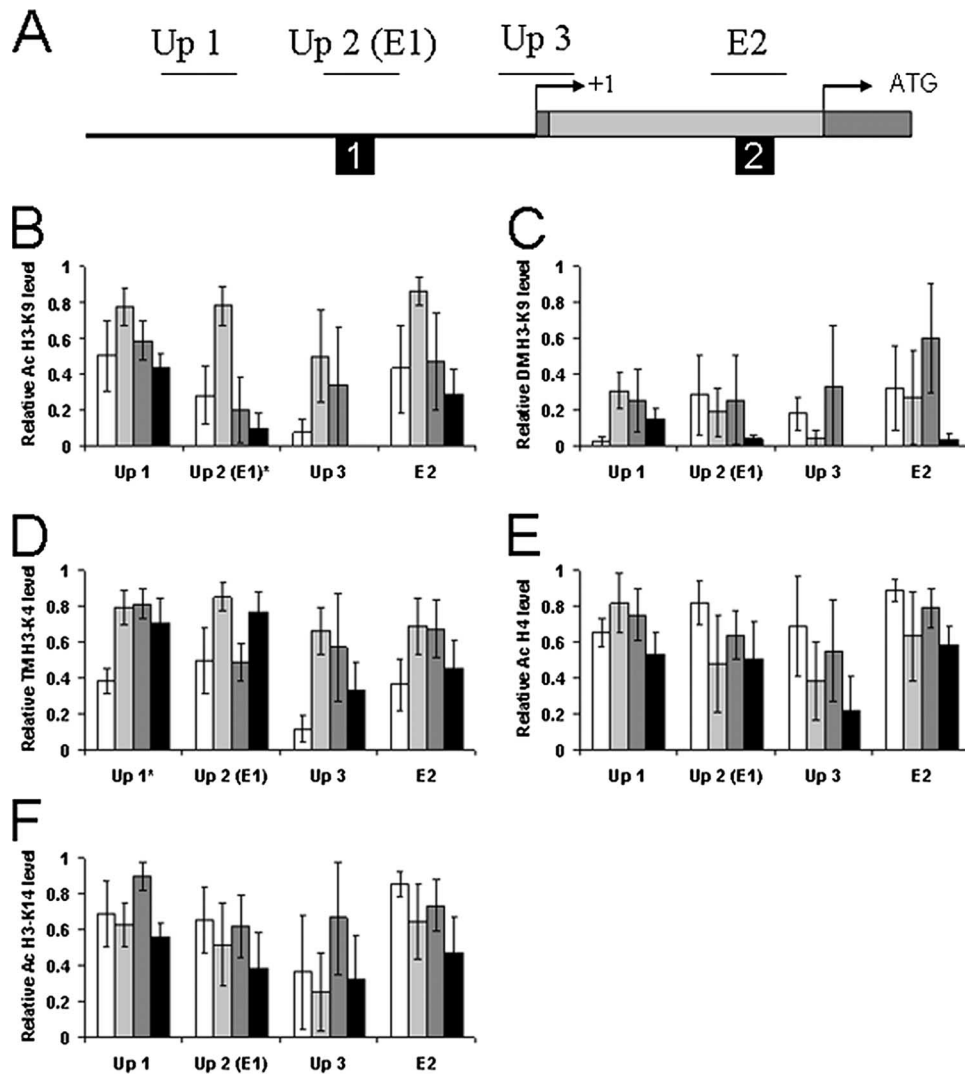 A
Up 1 Up 2 (E1) Up 3 E2
+1 ATG
1 2
B
Relative Ac H3-K9 level
1
0.8
0.6
0.4
0.2
0
Up 1 Up 2 (E1)* Up 3 E2
C
Relative DM H3-K9 level
1
0.8
0.6
0.4
0.2
0
Up 1 Up 2 (E1) Up 3 E2
D
Relative TM H3-K4 level
1
0.8
0.6
0.4
0.2
0
Up 1* Up 2 (E1) Up 3 E2
E
Relative Ac H4 level
1
0.8
0.6
0.4
0.2
0
Up 1 Up 2 (E1) Up 3 E2
F
Relative Ac H3-K14 level
1
0.8
0.6
0.4
0.2
0
Up 1 Up 2 (E1) Up 3 E2